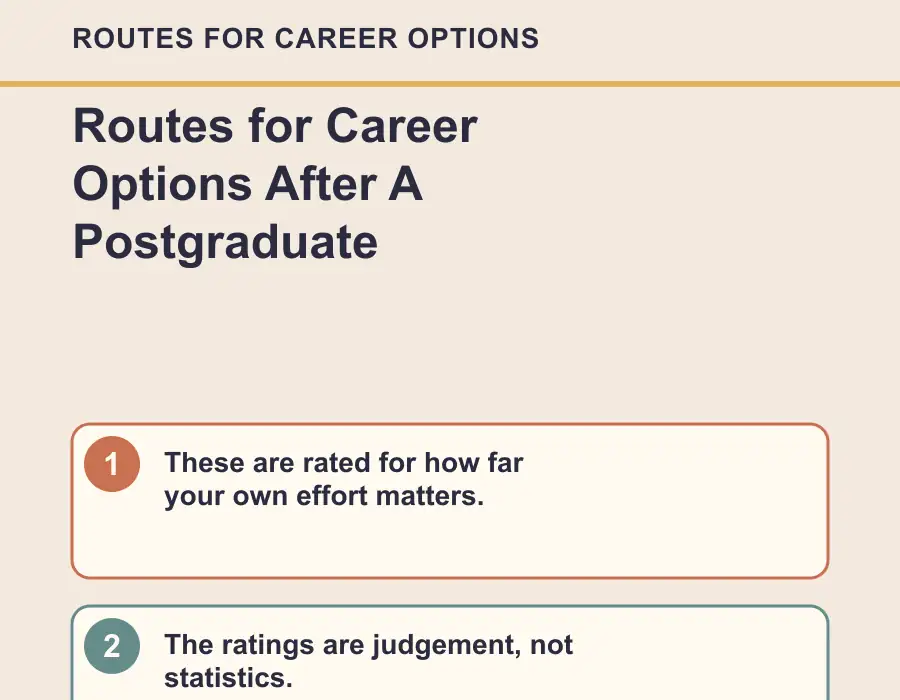 ROUTES FOR CAREER OPTIONS
Routes for Career
Options After A
Postgraduate
1
These are rated for how far
your own effort matters.
2
The ratings are judgement, not
statistics.